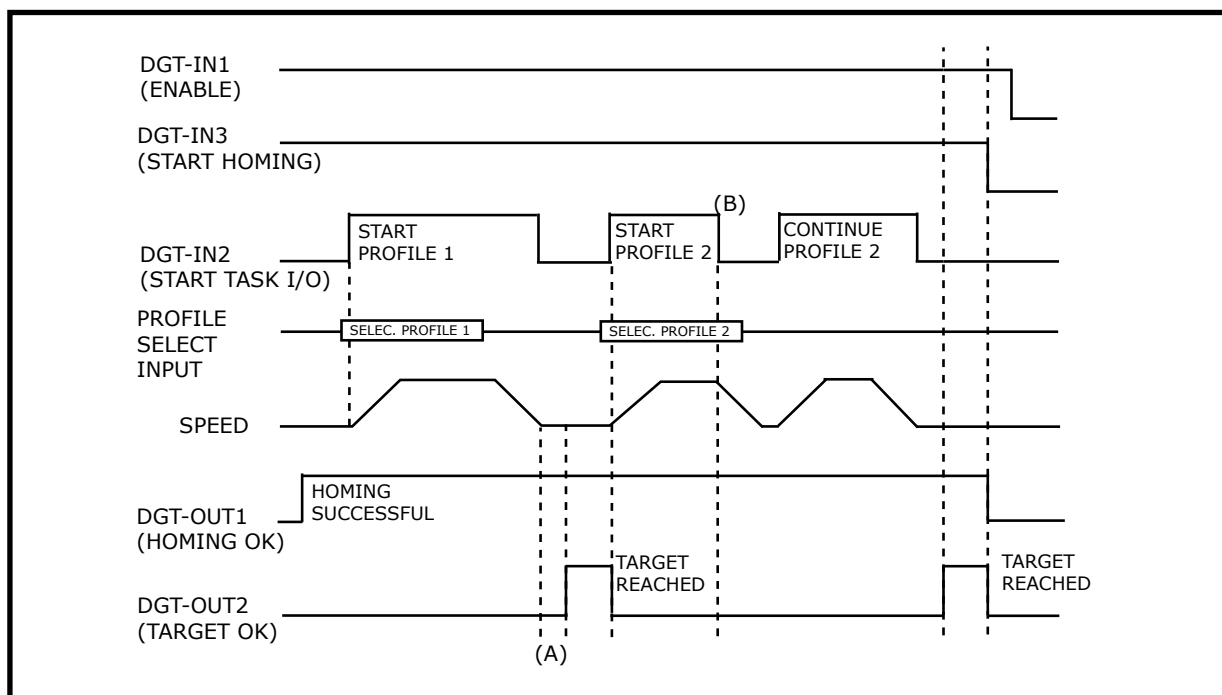 DGT-IN1
(ENABLE)
DGT-IN3
(START HOMING)
(B)
START
PROFILE 1
START
PROFILE 2
CONTINUE
PROFILE 2
DGT-IN2
(START TASK I/O)
PROFILE
SELECT
INPUT
SELEC. PROFILE 1
SELEC. PROFILE 2
SPEED
HOMING
SUCCESSFUL
DGT-OUT1
(HOMING OK)
TARGET
REACHED
TARGET
REACHED
DGT-OUT2
(TARGET OK)
(A)